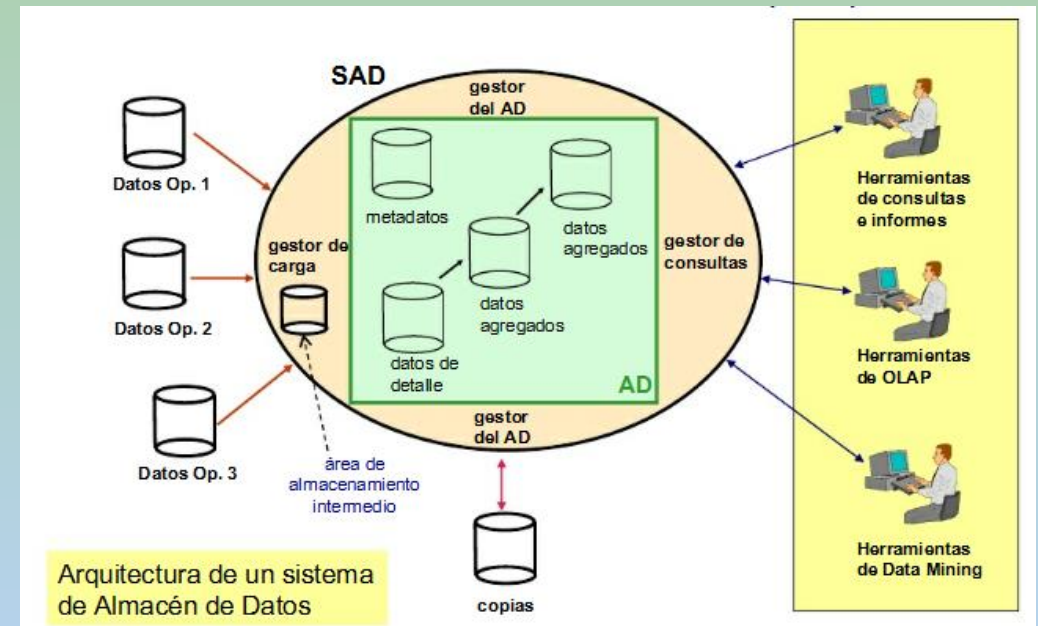 SAD
gestor
del AD
Datos Op. 1
metadatos
datos
agregados
gestor de
carga
gestor de
consultas
Herramientas
de consultas
e informes
Datos Op. 2
datos
agregados
datos de
detalle
AD
Herramientas
de OLAP
gestor
del AD
Datos Op. 3
área de
almacenamiento
intermedio
Herramientas
de Data Mining
Arquitectura de un sistema
de Almacén de Datos
copias